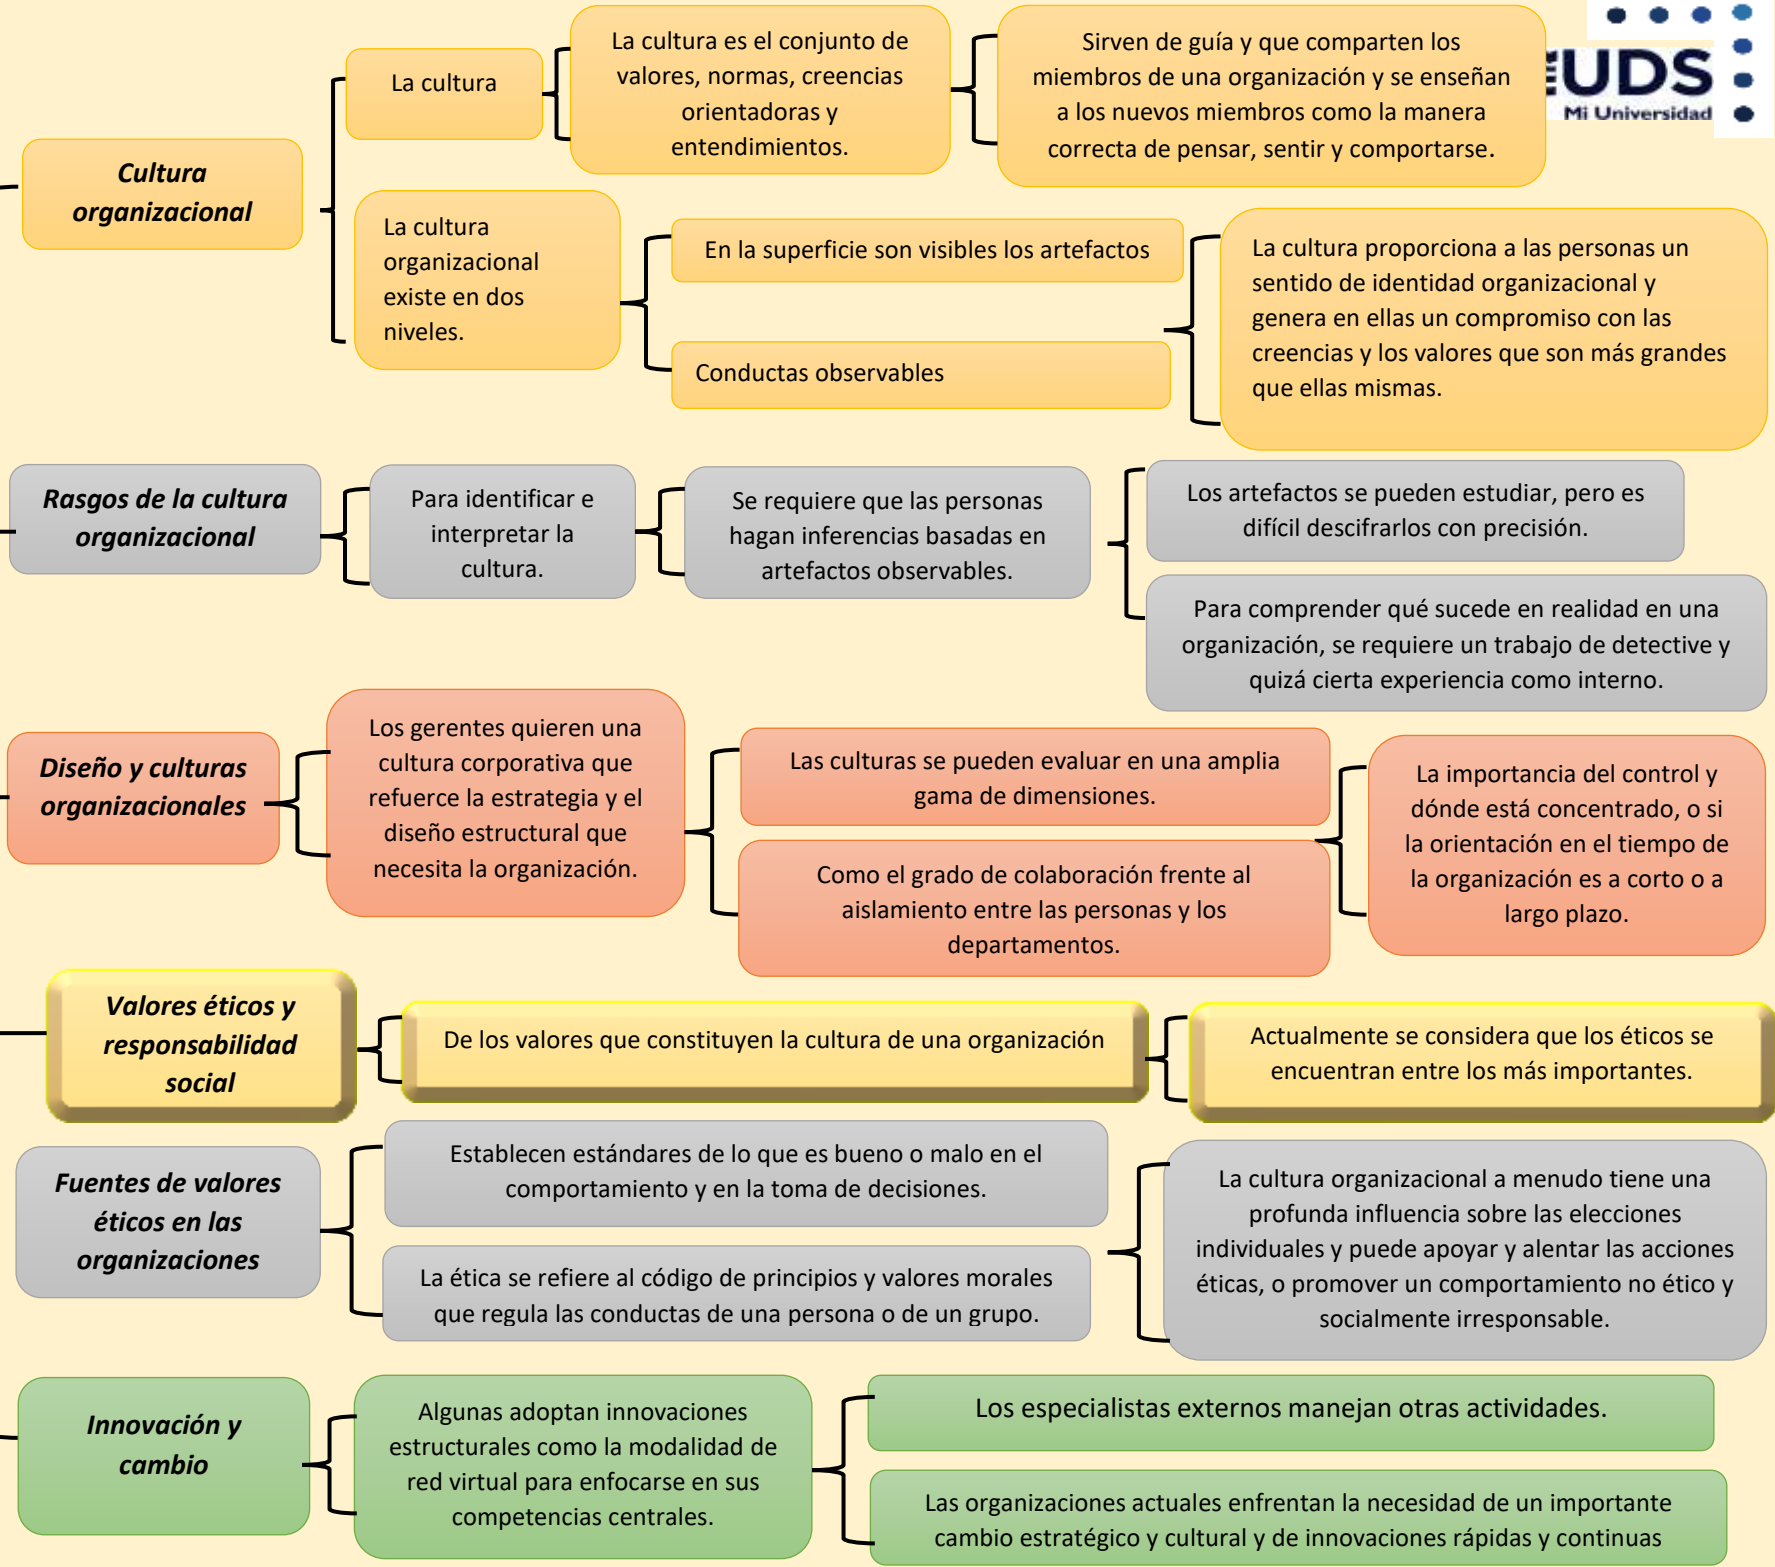 UDS
Mi Universidad
Cultura
organizacional
La cultura
La cultura es el conjunto de
valores, normas, creencias
orientadoras y
entendimientos.
Sirven de guía y que comparten los
miembros de una organización y se enseñan
a los nuevos miembros como la manera
correcta de pensar, sentir y comportarse.
La cultura
organizacional
existe en dos
niveles.
En la superficie son visibles los artefactos
Conductas observables
La cultura proporciona a las personas un
sentido de identidad organizacional y
genera en ellas un compromiso con las
creencias y los valores que son más grandes
que ellas mismas.
Rasgos de la cultura
organizacional
Para identificar e
interpretar la
cultura.
Se requiere que las personas
hagan inferencias basadas en
artefactos observables.
Los artefactos se pueden estudiar, pero es
difícil descifrarlos con precisión.
Para comprender qué sucede en realidad en una
organización, se requiere un trabajo de detective y
quizá cierta experiencia como interno.
Diseño y culturas
organizacionales
Los gerentes quieren una
cultura corporativa que
refuerce la estrategia y el
diseño estructural que
necesita la organización.
Las culturas se pueden evaluar en una amplia
gama de dimensiones.
Como el grado de colaboración frente al
aislamiento entre las personas y los
departamentos.
La importancia del control y
dónde está concentrado, o si
la orientación en el tiempo de
la organización es a corto o a
largo plazo.
Valores éticos y
responsabilidad
social
De los valores que constituyen la cultura de una organización
Actualmente se considera que los éticos se
encuentran entre los más importantes.
Fuentes de valores
éticos en las
organizaciones
Establecen estándares de lo que es bueno o malo en el
comportamiento y en la toma de decisiones.
La ética se refiere al código de principios y valores morales
que regula las conductas de una persona o de un grupo.
La cultura organizacional a menudo tiene una
profunda influencia sobre las elecciones
individuales y puede apoyar y alentar las acciones
éticas, o promover un comportamiento no ético y
socialmente irresponsable.
Innovación y
cambio
Algunas adoptan innovaciones
estructurales como la modalidad de
red virtual para enfocarse en sus
competencias centrales.
Los especialistas externos manejan otras actividades.
Las organizaciones actuales enfrentan la necesidad de un importante
cambio estratégico y cultural y de innovaciones rápidas y continuas